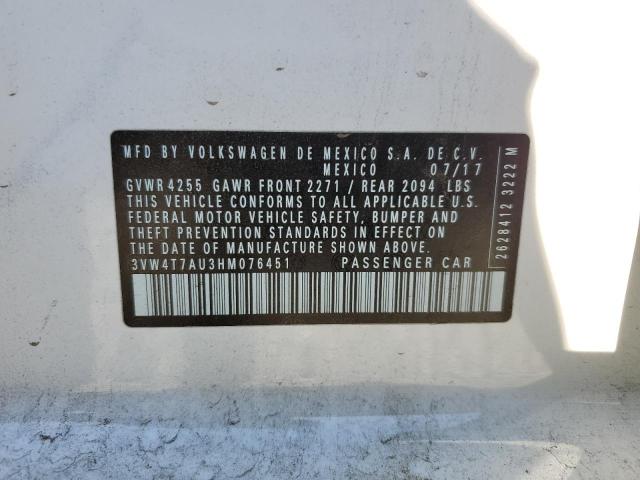 MFD BY VOLKSWAGEN DE MEXICO S.A. DE C.V.
MEXICO 07/17
GVWR 4255 GAWR FRONT 2271 / REAR 2094 LBS
THIS VEHICLE CONFORMS TO ALL APPLICABLE U.S.
FEDERAL MOTOR VEHICLE SAFETY, BUMPER AND
THEFT PREVENTION STANDARDS IN EFFECT ON
THE DATE OF MANUFACTURE SHOWN ABOVE.
3VW4T7AU3HM076451 PASSENGER CAR
2628412 3222 M